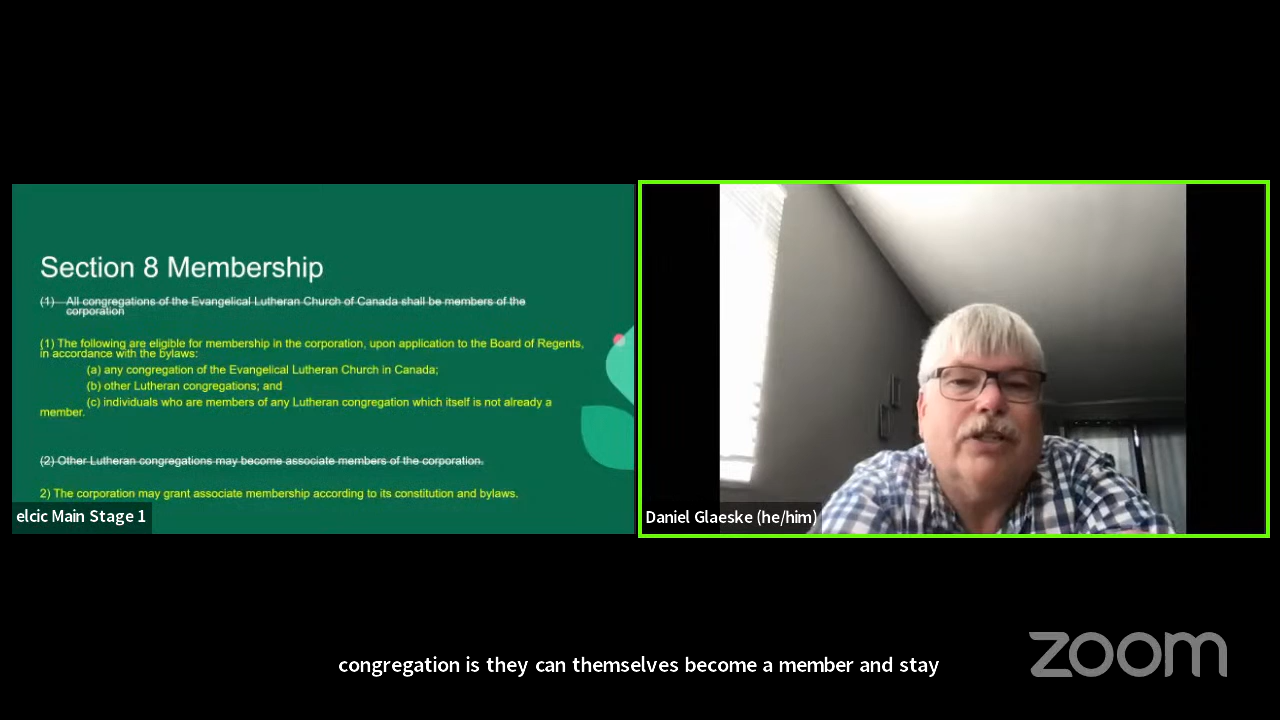 Section 8 Membership
(1) All congregations of the Evangelical Lutheran Church of Canada shall be members of the
corporation
(1) The following are eligible for membership in the corporation, upon application to the Board of Regents,
in accordance with the bylaws:
(a) any congregation of the Evangelical Lutheran Church in Canada;
(b) other Lutheran congregations; and
(c) individuals who are members of any Lutheran congregation which itself is not already a
member.
(2) Other Lutheran congregations may become associate members of the corporation.
2) The corporation may grant associate membership according to its constitution and bylaws.
elcic Main Stage 1
Daniel Glaeske (he/him)
congregation is they can themselves become a member and stay
zoom